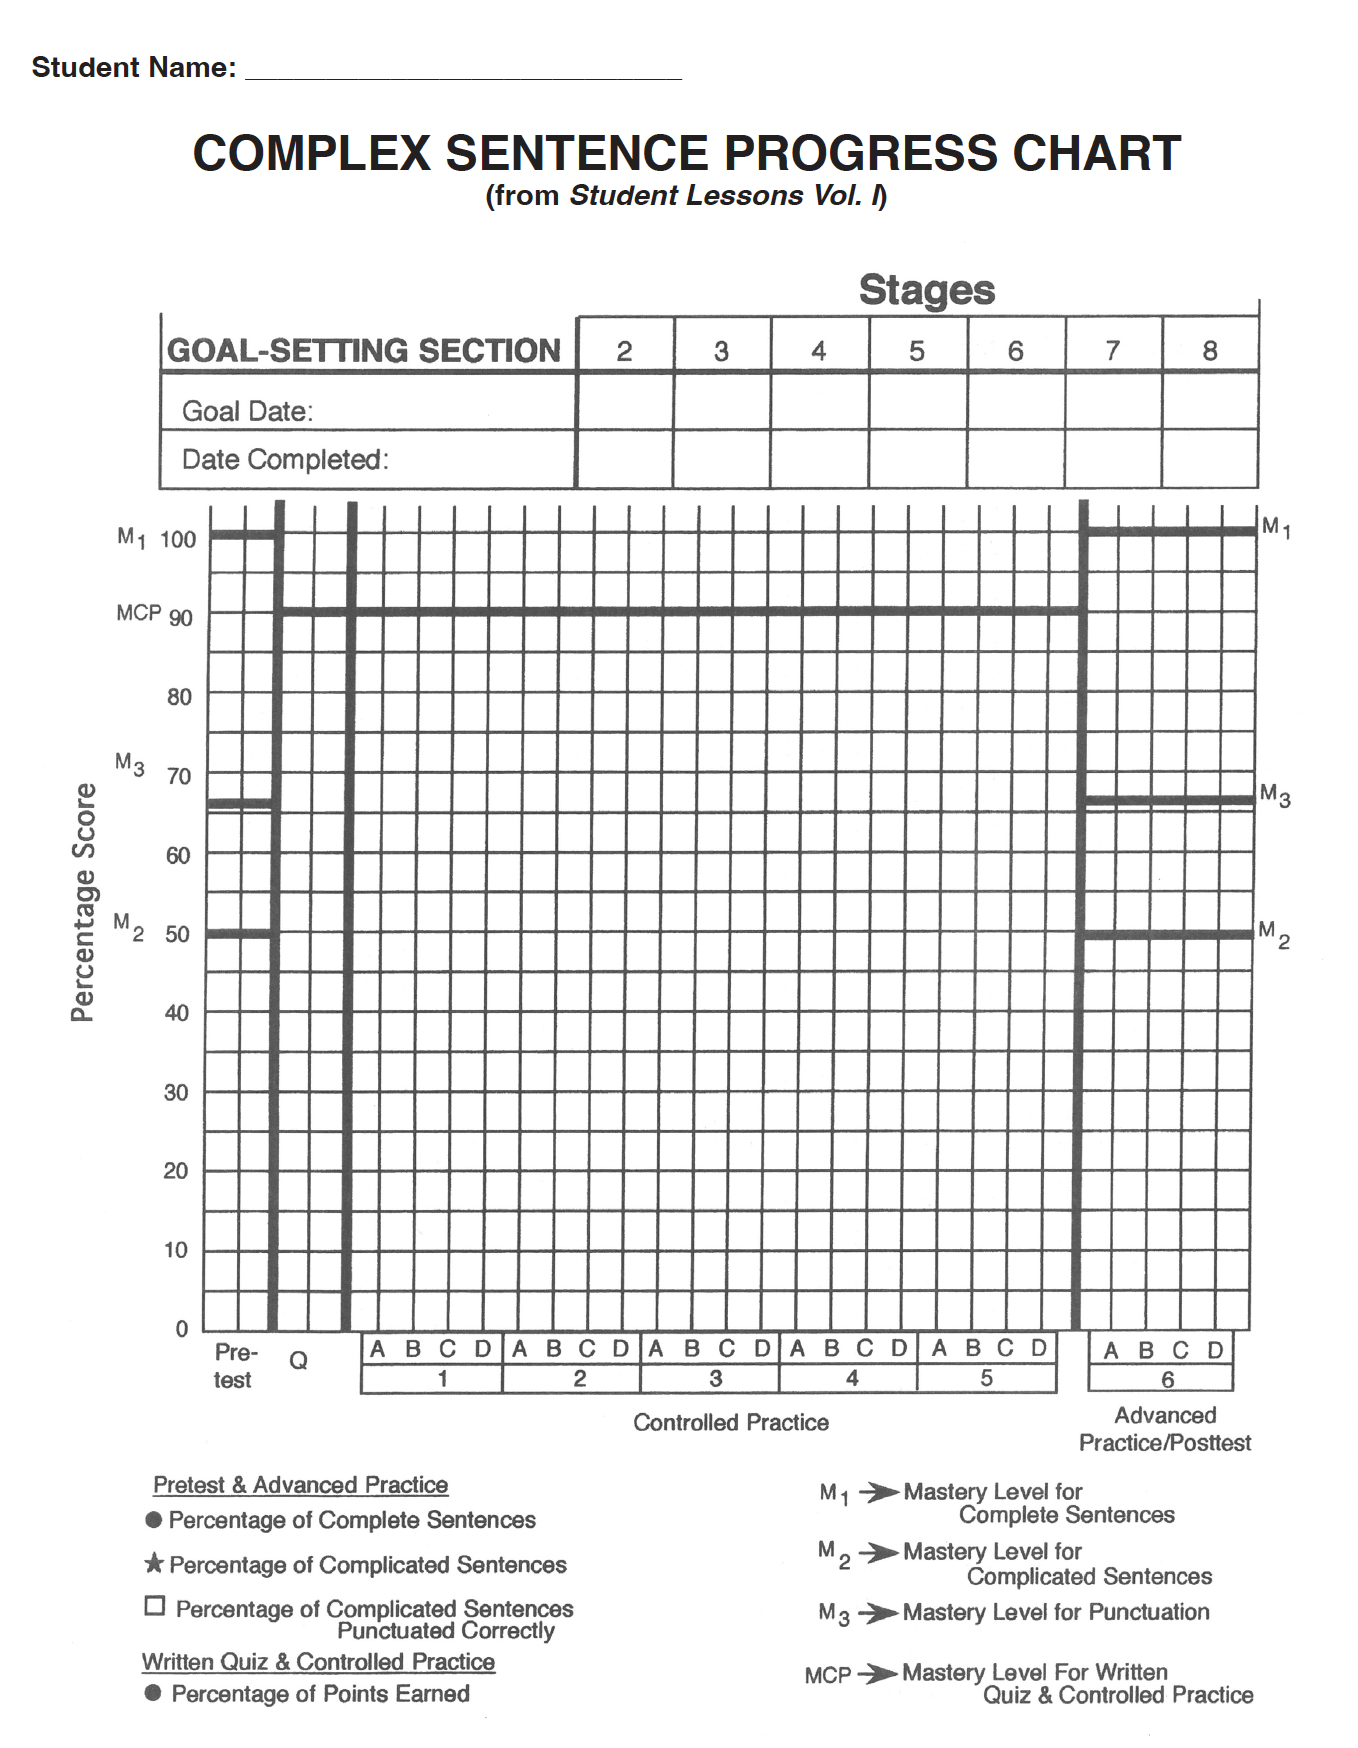 Student Name: ____________________________
COMPLEX SENTENCE PROGRESS CHART
(from Student Lessons Vol. I)
Stages
GOAL-SETTING SECTION 2 3 4 5 6 7 8
Goal Date:
Date Completed:
M1 100 M1
MCP 90
80
M3 70 M3
60
M2 50 M2
40
30
20
10
0
Percentage Score
Pre-test Q A B C D A B C D A B C D A B C D A B C D A B C D
1 2 3 4 5 6
Controlled Practice
Advanced
Practice/Posttest
Pretest & Advanced Practice
● Percentage of Complete Sentences
★ Percentage of Complicated Sentences
□ Percentage of Complicated Sentences
Punctuated Correctly
Written Quiz & Controlled Practice
● Percentage of Points Earned
M1 → Mastery Level for
Complete Sentences
M2 → Mastery Level for
Complicated Sentences
M3 → Mastery Level for Punctuation
MCP → Mastery Level For Written
Quiz & Controlled Practice